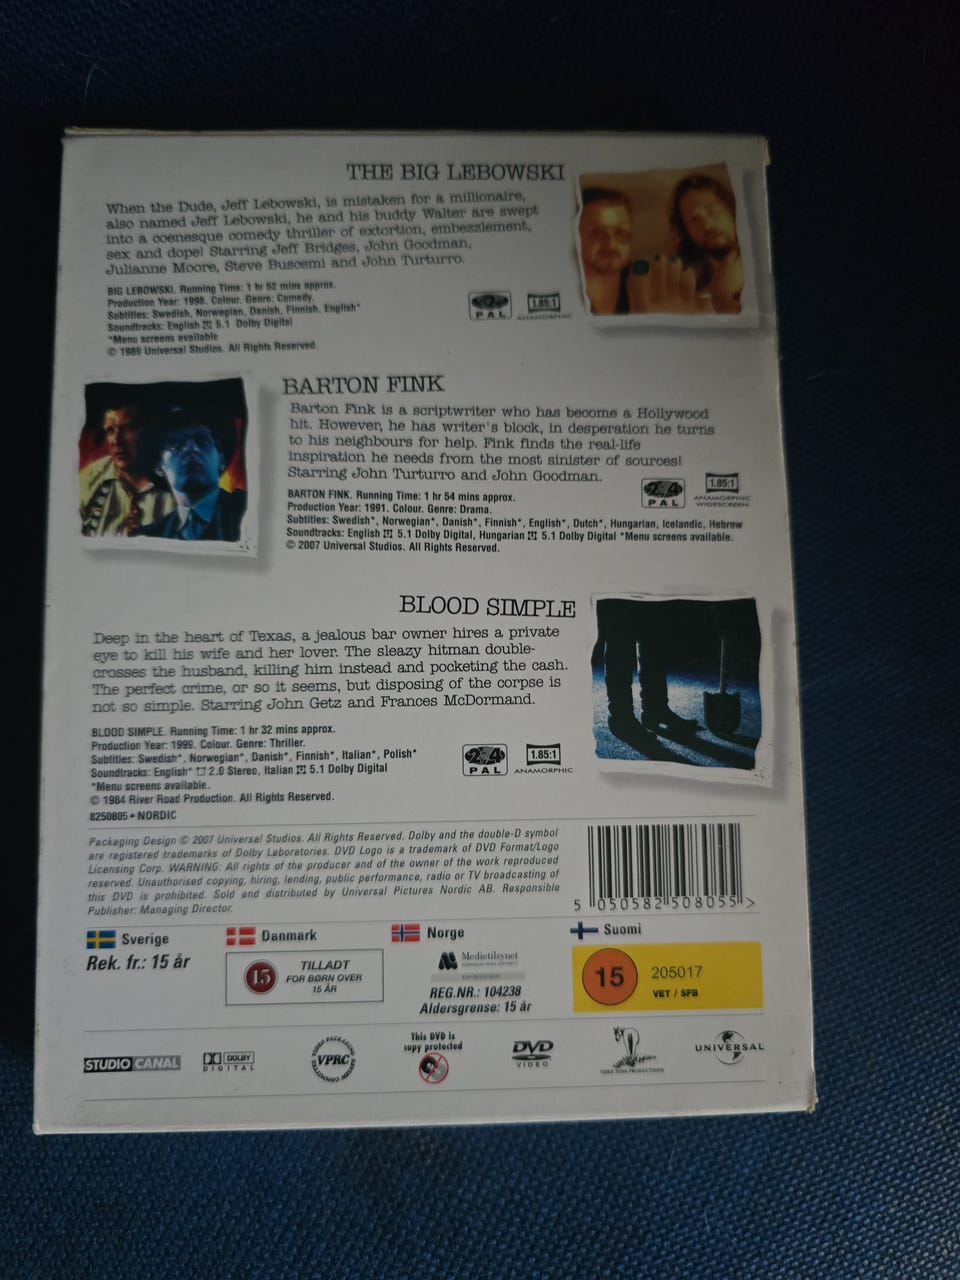 THE BIG LEBOWSKI
When the Dude, Jeff Lebowski, is mistaken for a millionaire,
also named Jeff Lebowski, he and his buddy Walter are swept
into a coenesque comedy thriller of extortion, embezzlement,
sex and dope! Starring Jeff Bridges, John Goodman,
Julianne Moore, Steve Buscemi and John Turturro.
BIG LEBOWSKI. Running Time: 1 hr 52 mins approx.
Production Year: 1998. Colour. Genre: Comedy.
Subtitles: Swedish, Norwegian, Danish, Finnish, English*
Soundtracks: English 5.1 Dolby Digital
*Menu screens available
© 1989 Universal Studios. All Rights Reserved.
2
PAL
1.85:1
ANAMORPHIC
BARTON FINK
Barton Fink is a scriptwriter who has become a Hollywood
hit. However, he has writer's block, in desperation he turns
to his neighbours for help. Fink finds the real-life
inspiration he needs from the most sinister of sources!
Starring John Turturro and John Goodman.
BARTON FINK. Running Time: 1 hr 54 mins approx.
Production Year: 1991. Colour. Genre: Drama.
Subtitles: Swedish*, Norwegian*, Danish*, Finnish*, English*, Dutch*, Hungarian, Icelandic, Hebrew
Soundtracks: English 5.1 Dolby Digital, Hungarian 5.1 Dolby Digital *Menu screens available.
© 2007 Universal Studios. All Rights Reserved.
2 4
PAL
1.85:1
ANAMORPHIC
WIDESCREEN
BLOOD SIMPLE
Deep in the heart of Texas, a jealous bar owner hires a private
eye to kill his wife and her lover. The sleazy hitman double-
crosses the husband, killing him instead and pocketing the cash.
The perfect crime, or so it seems, but disposing of the corpse is
not so simple. Starring John Getz and Frances McDormand.
BLOOD SIMPLE. Running Time: 1 hr 32 mins approx.
Production Year: 1999. Colour. Genre: Thriller.
Subtitles: Swedish*, Norwegian*, Danish*, Finnish*, Italian*, Polish*
Soundtracks: English* 2.0 Stereo, Italian 5.1 Dolby Digital
*Menu screens available.
© 1984 River Road Production. All Rights Reserved.
8250805 • NORDIC
2 4
PAL
1.85:1
ANAMORPHIC
Packaging Design © 2007 Universal Studios. All Rights Reserved. Dolby and the double-D symbol
are registered trademarks of Dolby Laboratories. DVD Logo is a trademark of DVD Format/Logo
Licensing Corp. WARNING: All rights of the producer and of the owner of the work reproduced
reserved. Unauthorised copying, hiring, lending, public performance, radio or TV broadcasting of
this DVD is prohibited. Sold and distributed by Universal Pictures Nordic AB. Responsible
Publisher: Managing Director.
5 050582 508055 >
Sverige
Rek. fr.: 15 år
Danmark
15 TILLADT
FOR BØRN OVER
15 ÅR
Norge
Medietilsynet
REG.NR.: 104238
Aldersgrense: 15 år
Suomi
15 205017
VET / SFB
STUDIO CANAL
DOLBY
DIGITAL
VIDEO PACKAGING
REVIEW COMMITTEE
VPRC
This DVD is
copy protected
DVD
VIDEO
MIKE ZOSS PRODUCTIONS
UNIVERSAL